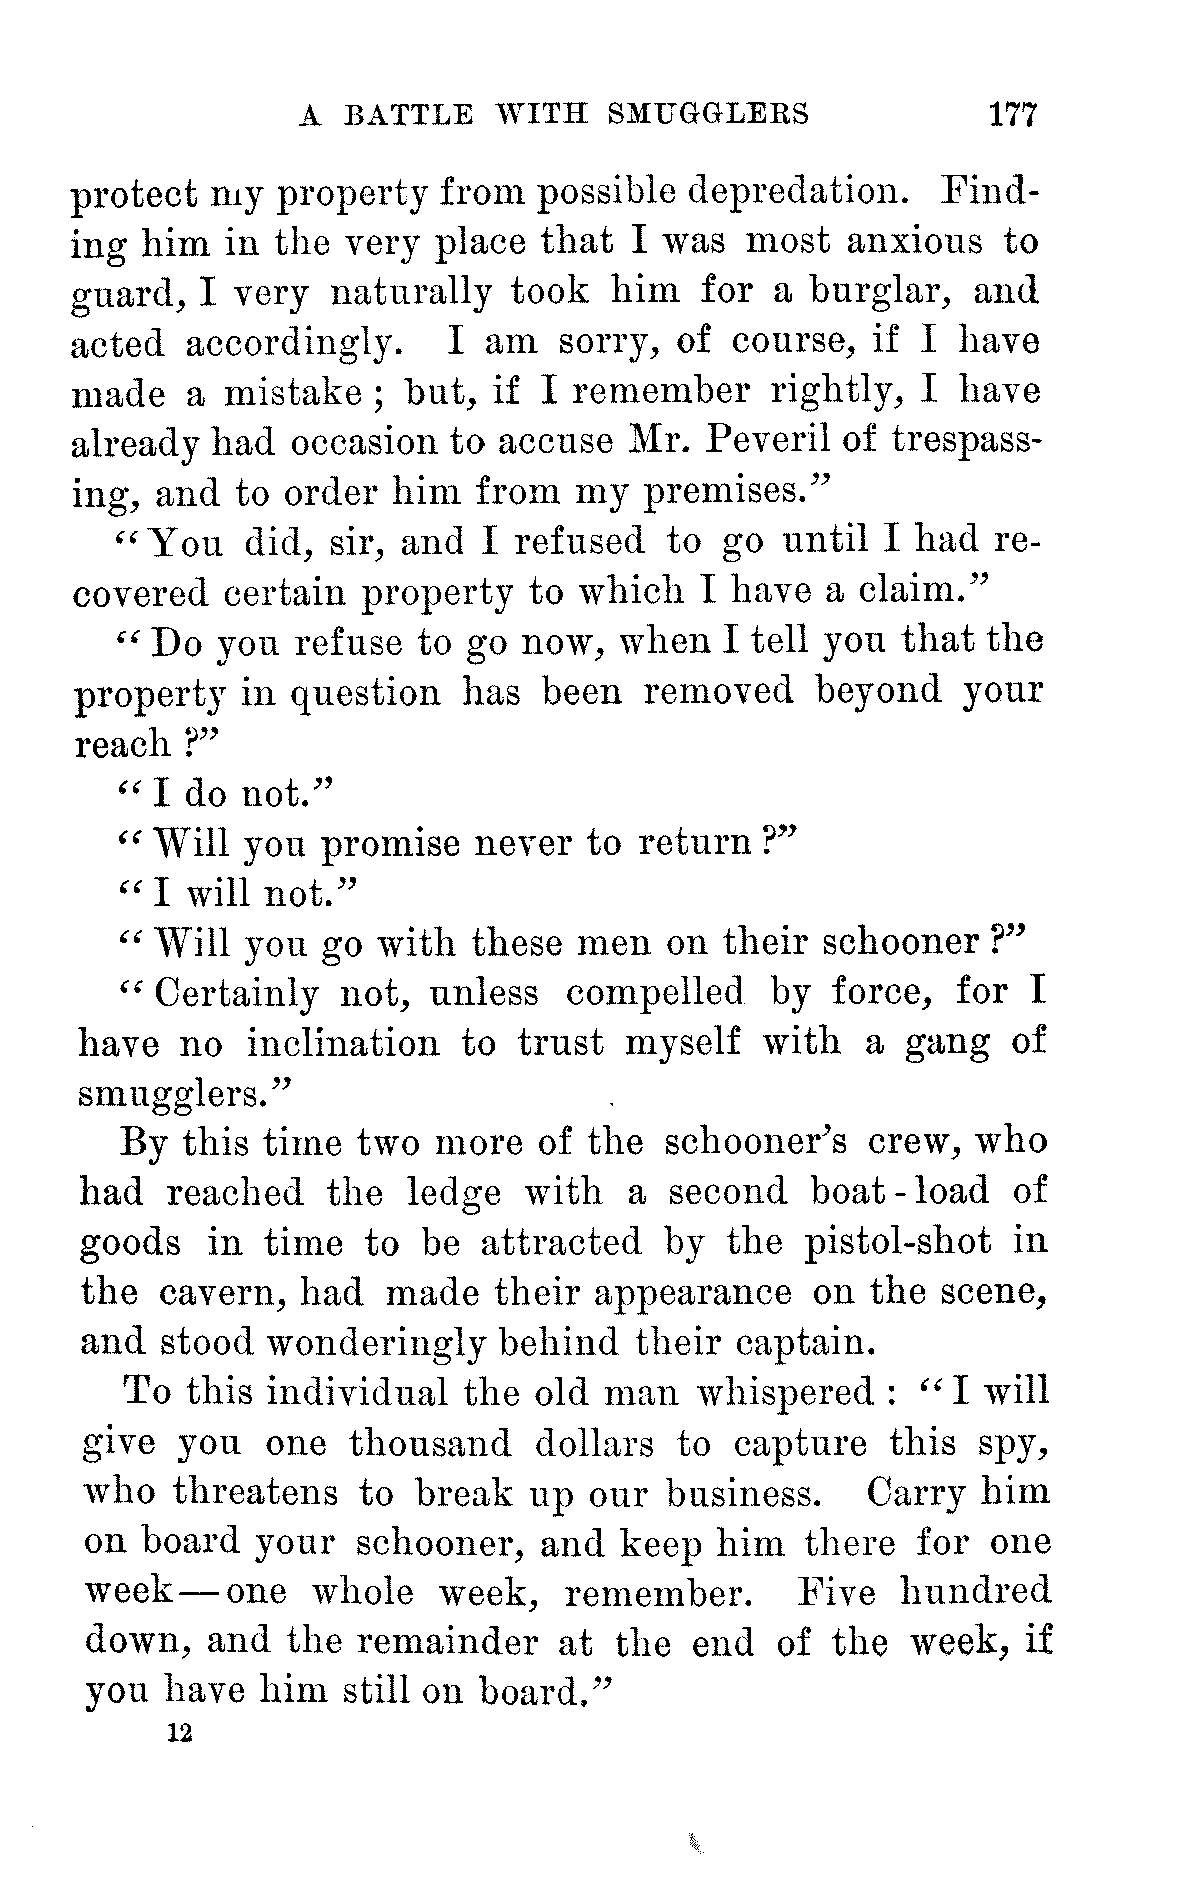 A BATTLE WITH SMUGGLERS 177
protect my property from possible depredation. Find-
ing him in the very place that I was most anxious to
guard, I very naturally took him for a burglar, and
acted accordingly. I am sorry, of course, if I have
made a mistake; but, if I remember rightly, I have
already had occasion to accuse Mr. Peveril of trespass-
ing, and to order him from my premises.”
“You did, sir, and I refused to go until I had re-
covered certain property to which I have a claim.”
“Do you refuse to go now, when I tell you that the
property in question has been removed beyond your
reach?”
“I do not.”
“Will you promise never to return?”
“I will not.”
“Will you go with these men on their schooner?”
“Certainly not, unless compelled by force, for I
have no inclination to trust myself with a gang of
smugglers.”
By this time two more of the schooner’s crew, who
had reached the ledge with a second boat-load of
goods in time to be attracted by the pistol-shot in
the cavern, had made their appearance on the scene,
and stood wonderingly behind their captain.
To this individual the old man whispered: “I will
give you one thousand dollars to capture this spy,
who threatens to break up our business. Carry him
on board your schooner, and keep him there for one
week—one whole week, remember. Five hundred
down, and the remainder at the end of the week, if
you have him still on board.”
12